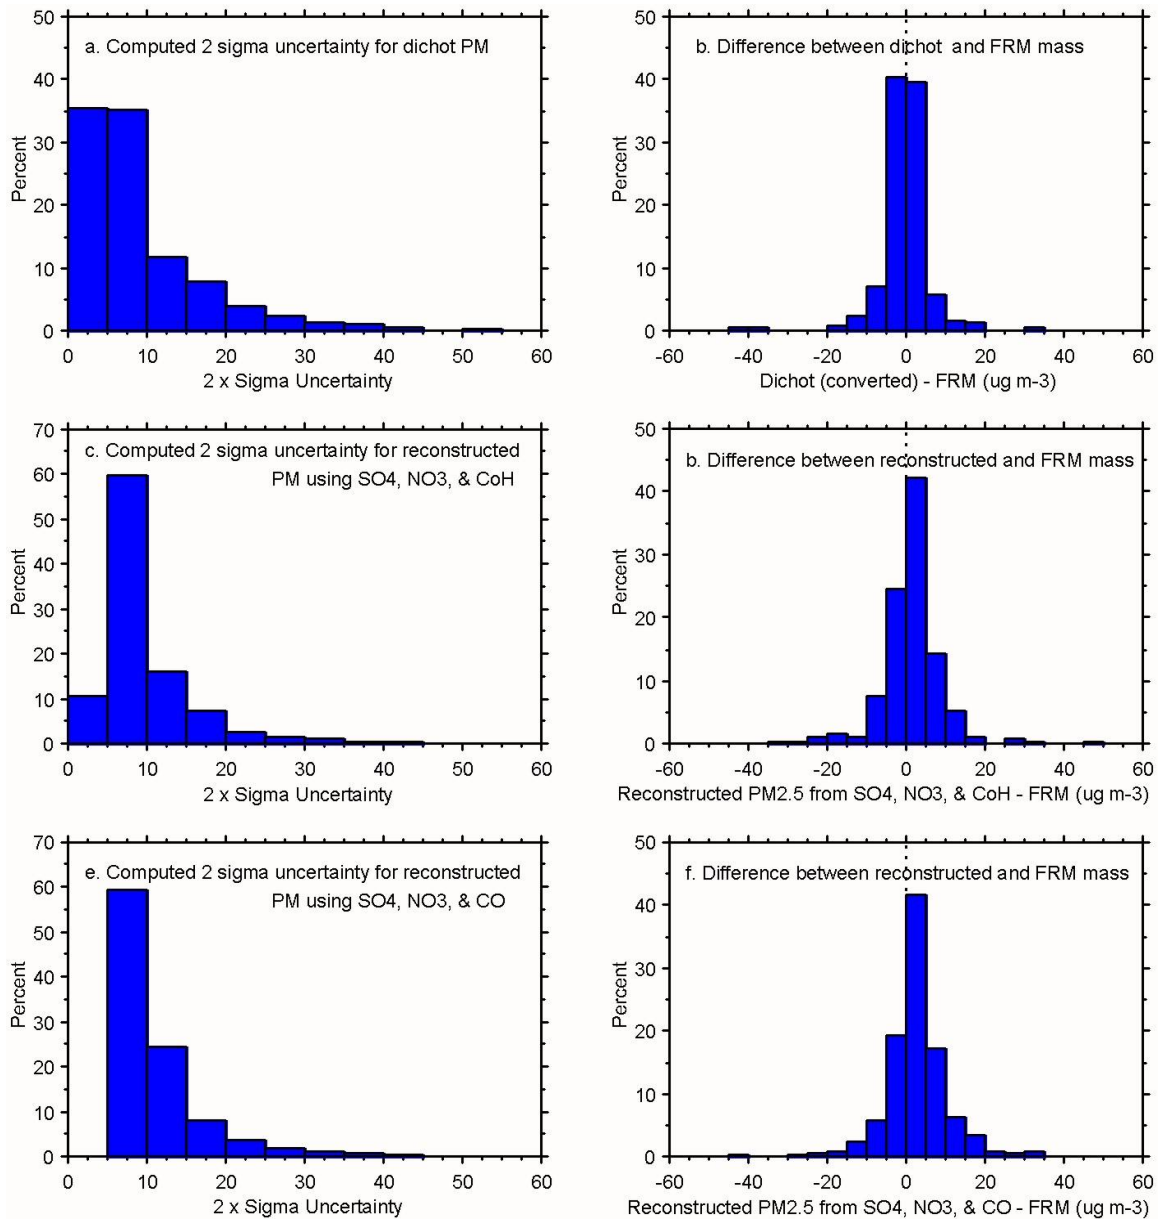 a. Computed 2 sigma uncertainty for dichot PM
50
40
30
20
10
0
Percent
0 10 20 30 40 50 60
2 x Sigma Uncertainty
b. Difference between dichot and FRM mass
50
40
30
20
10
0
Percent
-60 -40 -20 0 20 40 60
Dichot (converted) - FRM (ug m-3)
c. Computed 2 sigma uncertainty for reconstructed
PM using SO4, NO3, & CoH
70
60
50
40
30
20
10
0
Percent
0 10 20 30 40 50 60
2 x Sigma Uncertainty
b. Difference between reconstructed and FRM mass
50
40
30
20
10
0
Percent
-60 -40 -20 0 20 40 60
Reconstructed PM2.5 from SO4, NO3, & CoH - FRM (ug m-3)
e. Computed 2 sigma uncertainty for reconstructed
PM using SO4, NO3, & CO
70
60
50
40
30
20
10
0
Percent
0 10 20 30 40 50 60
2 x Sigma Uncertainty
f. Difference between reconstructed and FRM mass
50
40
30
20
10
0
Percent
-60 -40 -20 0 20 40 60
Reconstructed PM2.5 from SO4, NO3, & CO - FRM (ug m-3)